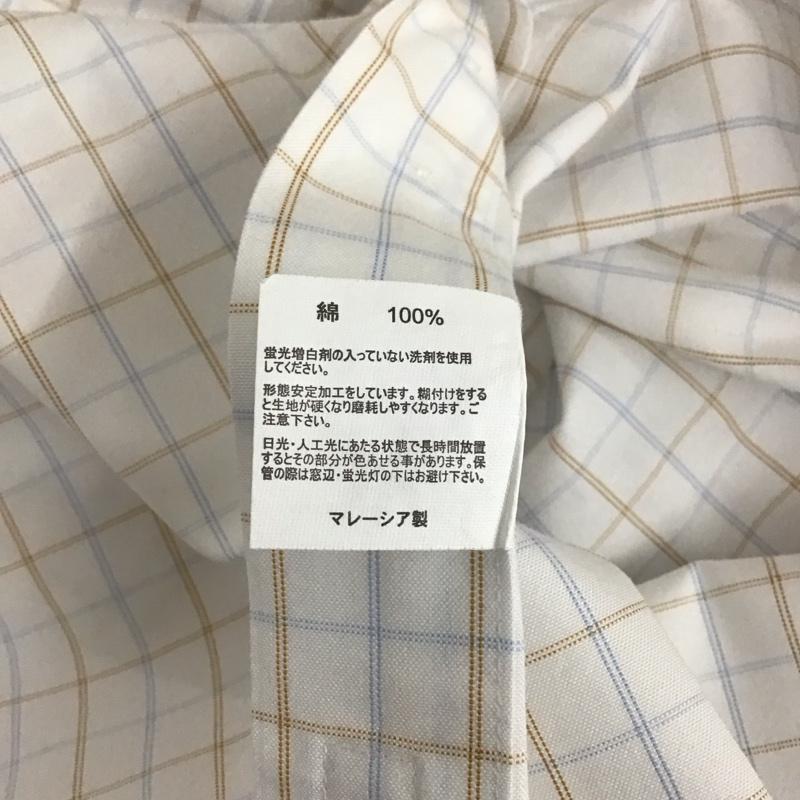 綿 100%
蛍光増白剤の入っていない洗剤を使用
してください。
形態安定加工をしています。糊付けをする
と生地が硬くなり磨耗しやすくなります。ご
注意下さい。
日光・人工光にあたる状態で長時間放置
するとその部分が色あせる事があります。保
管の際は窓辺・蛍光灯の下はお避け下さい。
マレーシア製